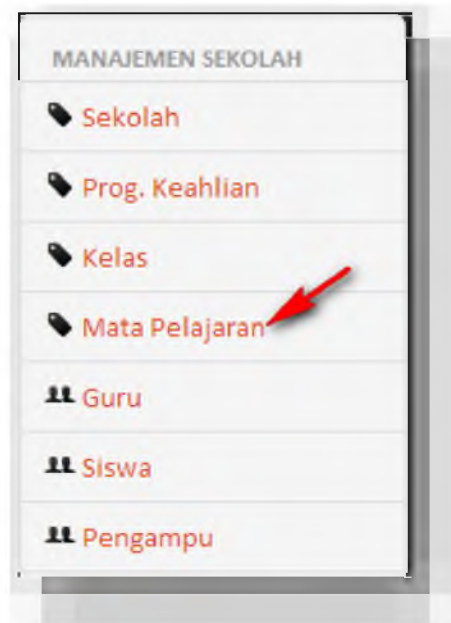 MANAJEMEN SEKOLAH
Sekolah
Prog. Keahlian
Kelas
Mata Pelajaran
Guru
Siswa
Pengampu